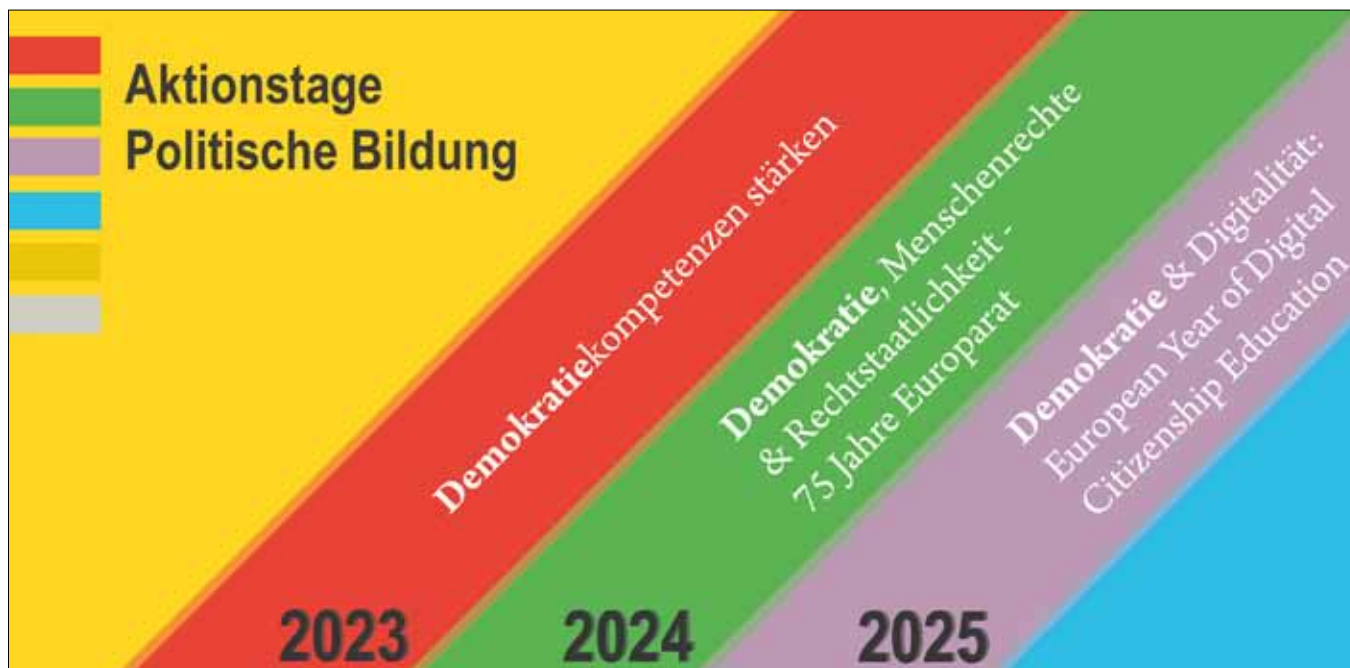 Aktionstage
Politische Bildung
Demokratiekompetenzen stärken
Demokratie, Menschenrechte
& Rechtstaatlichkeit -
75 Jahre Europarat
Demokratie & Digitalität:
European Year of Digital
Citizenship Education
2023
2024
2025